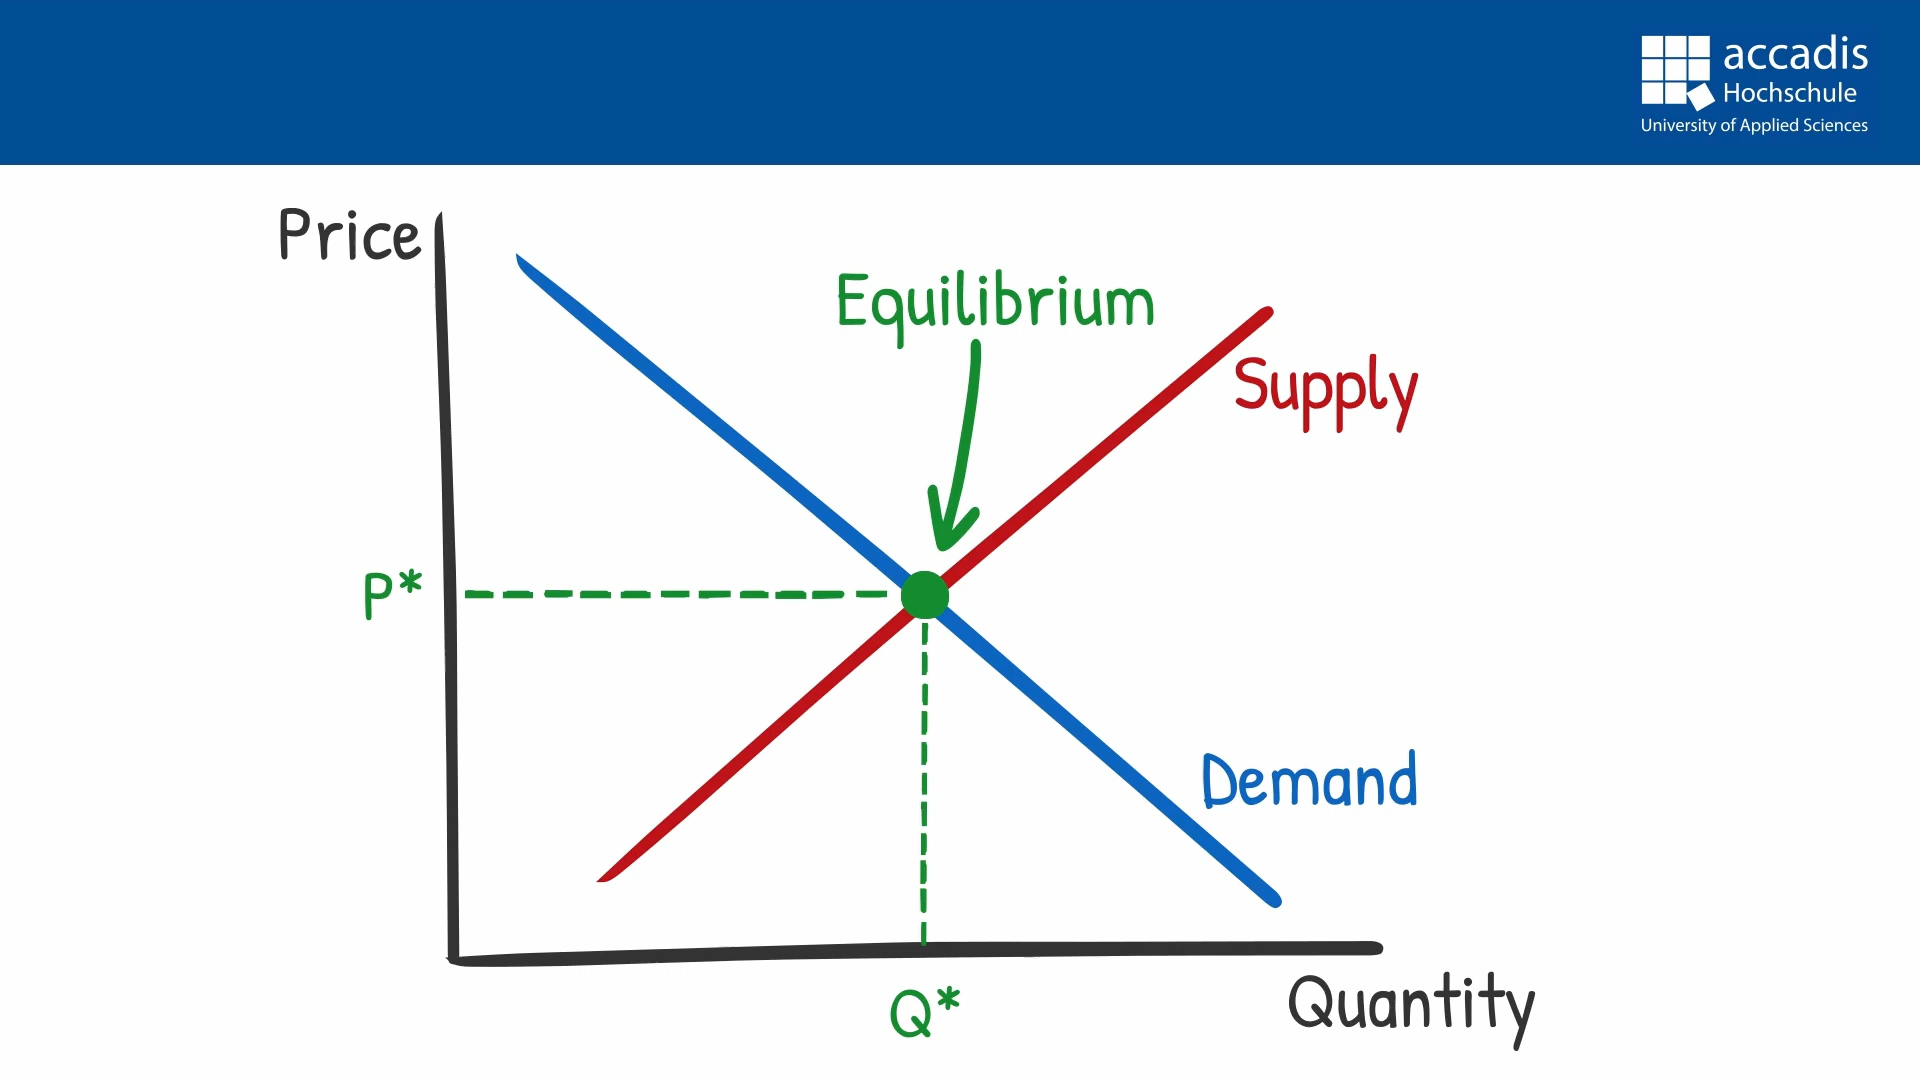 accadis
Hochschule
University of Applied Sciences
Price
Equilibrium
Supply
P*
Demand
Q*
Quantity